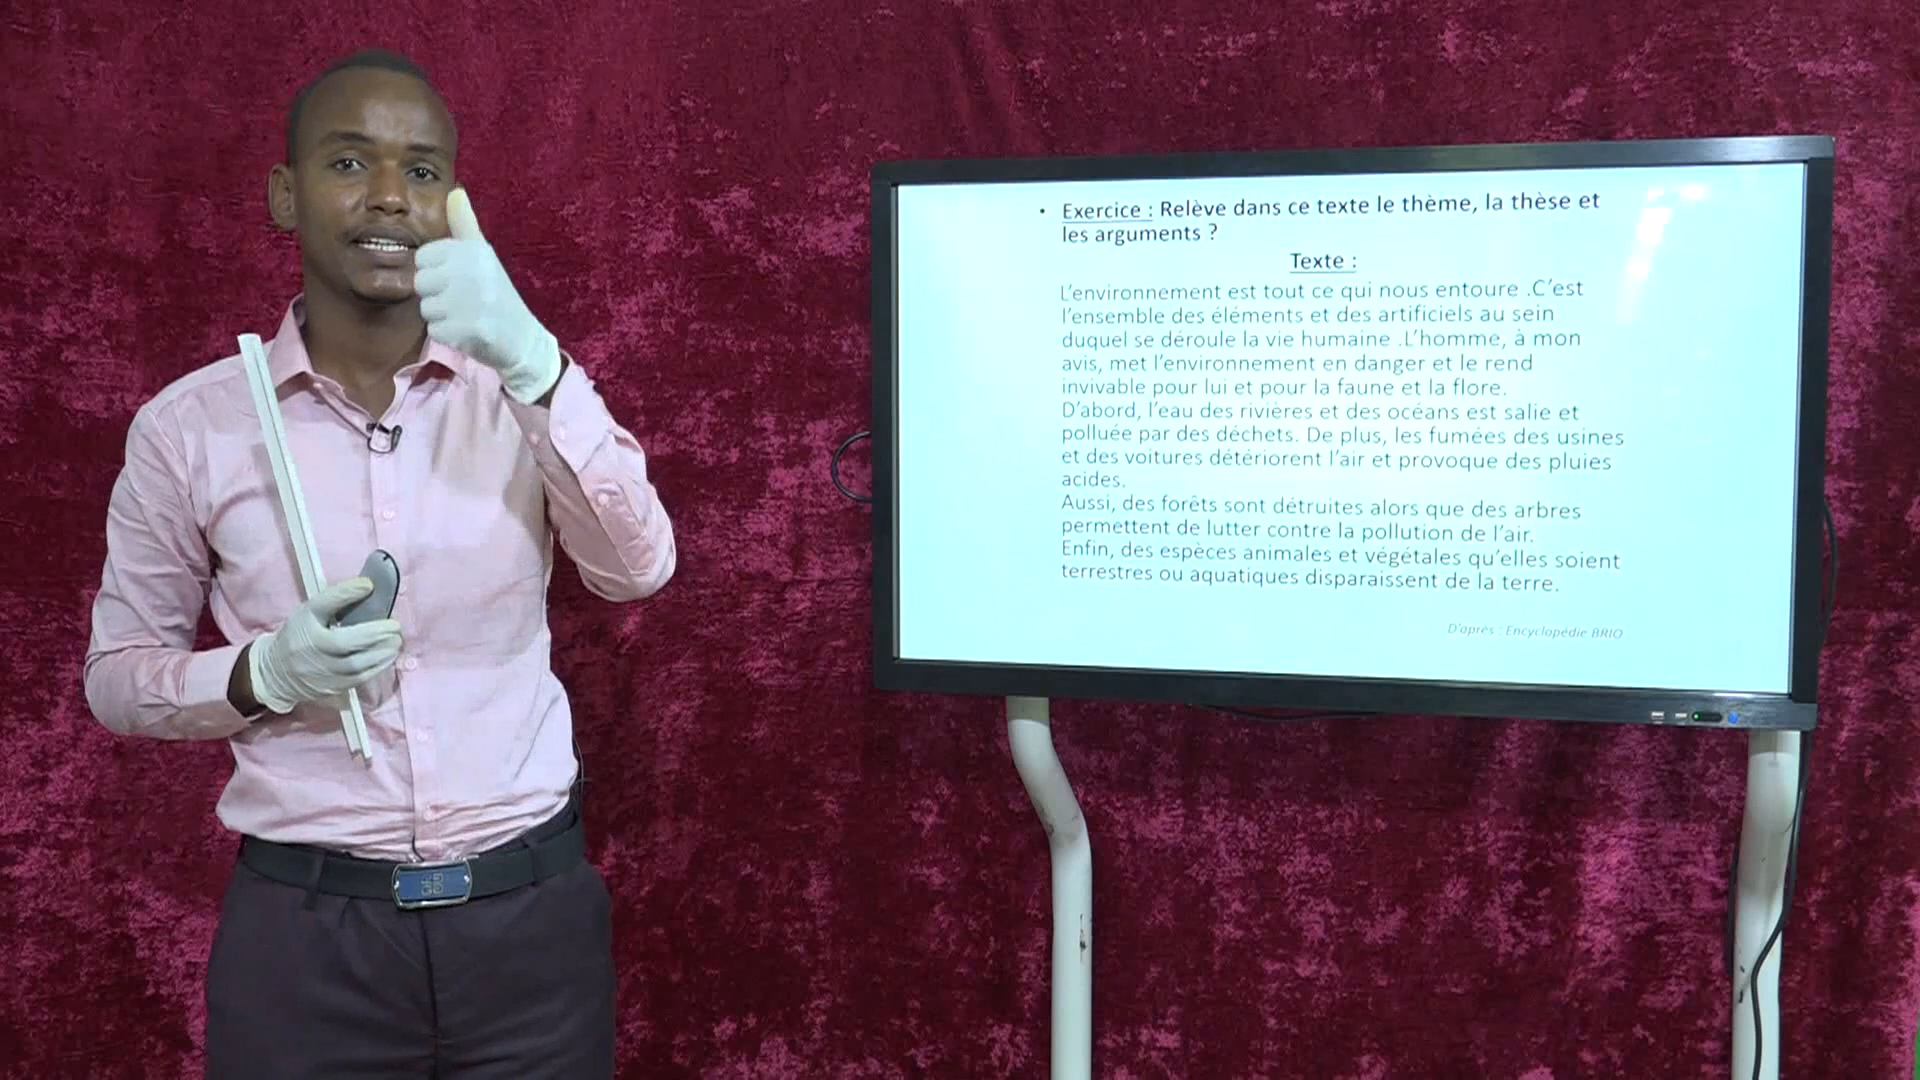 • Exercice : Relève dans ce texte le thème, la thèse et
les arguments ?
Texte :
L'environnement est tout ce qui nous entoure .C'est
l'ensemble des éléments et des artificiels au sein
duquel se déroule la vie humaine .L'homme, à mon
avis, met l'environnement en danger et le rend
invivable pour lui et pour la faune et la flore.
D'abord, l'eau des rivières et des océans est salie et
polluée par des déchets. De plus, les fumées des usines
et des voitures détériorent l'air et provoque des pluies
acides.
Aussi, des forêts sont détruites alors que des arbres
permettent de lutter contre la pollution de l'air.
Enfin, des espèces animales et végétales qu'elles soient
terrestres ou aquatiques disparaissent de la terre.
D'après : Encyclopédie BRIO